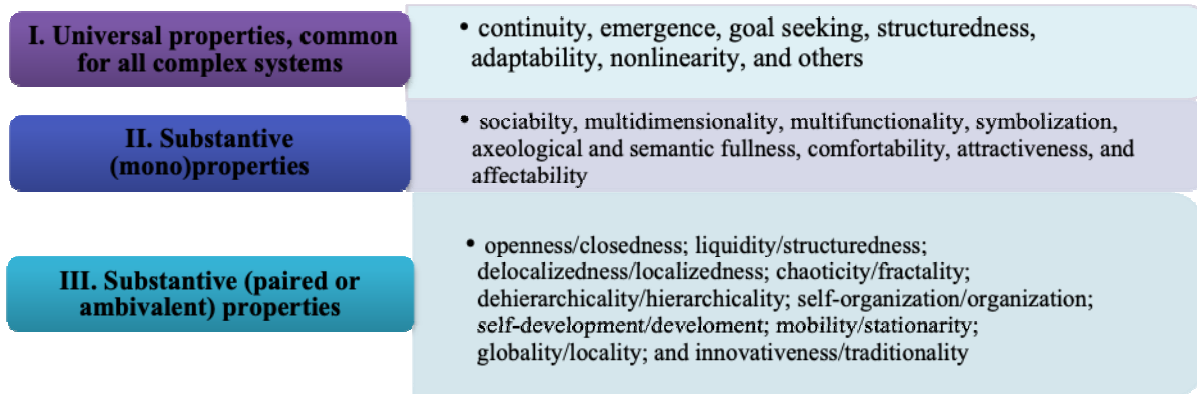 I. Universal properties, common
for all complex systems
• continuity, emergence, goal seeking, structuredness,
adaptability, nonlinearity, and others
II. Substantive
(mono)properties
• sociabilty, multidimensionality, multifunctionality, symbolization,
axeological and semantic fullness, comfortability, attractiveness, and
affectability
III. Substantive (paired or
ambivalent) properties
• openness/closedness; liquidity/structuredness;
delocalizedness/localizedness; chaoticity/fractality;
dehierarchicality/hierarchicality; self-organization/organization;
self-development/develoment; mobility/stationarity;
globality/locality; and innovativeness/traditionality